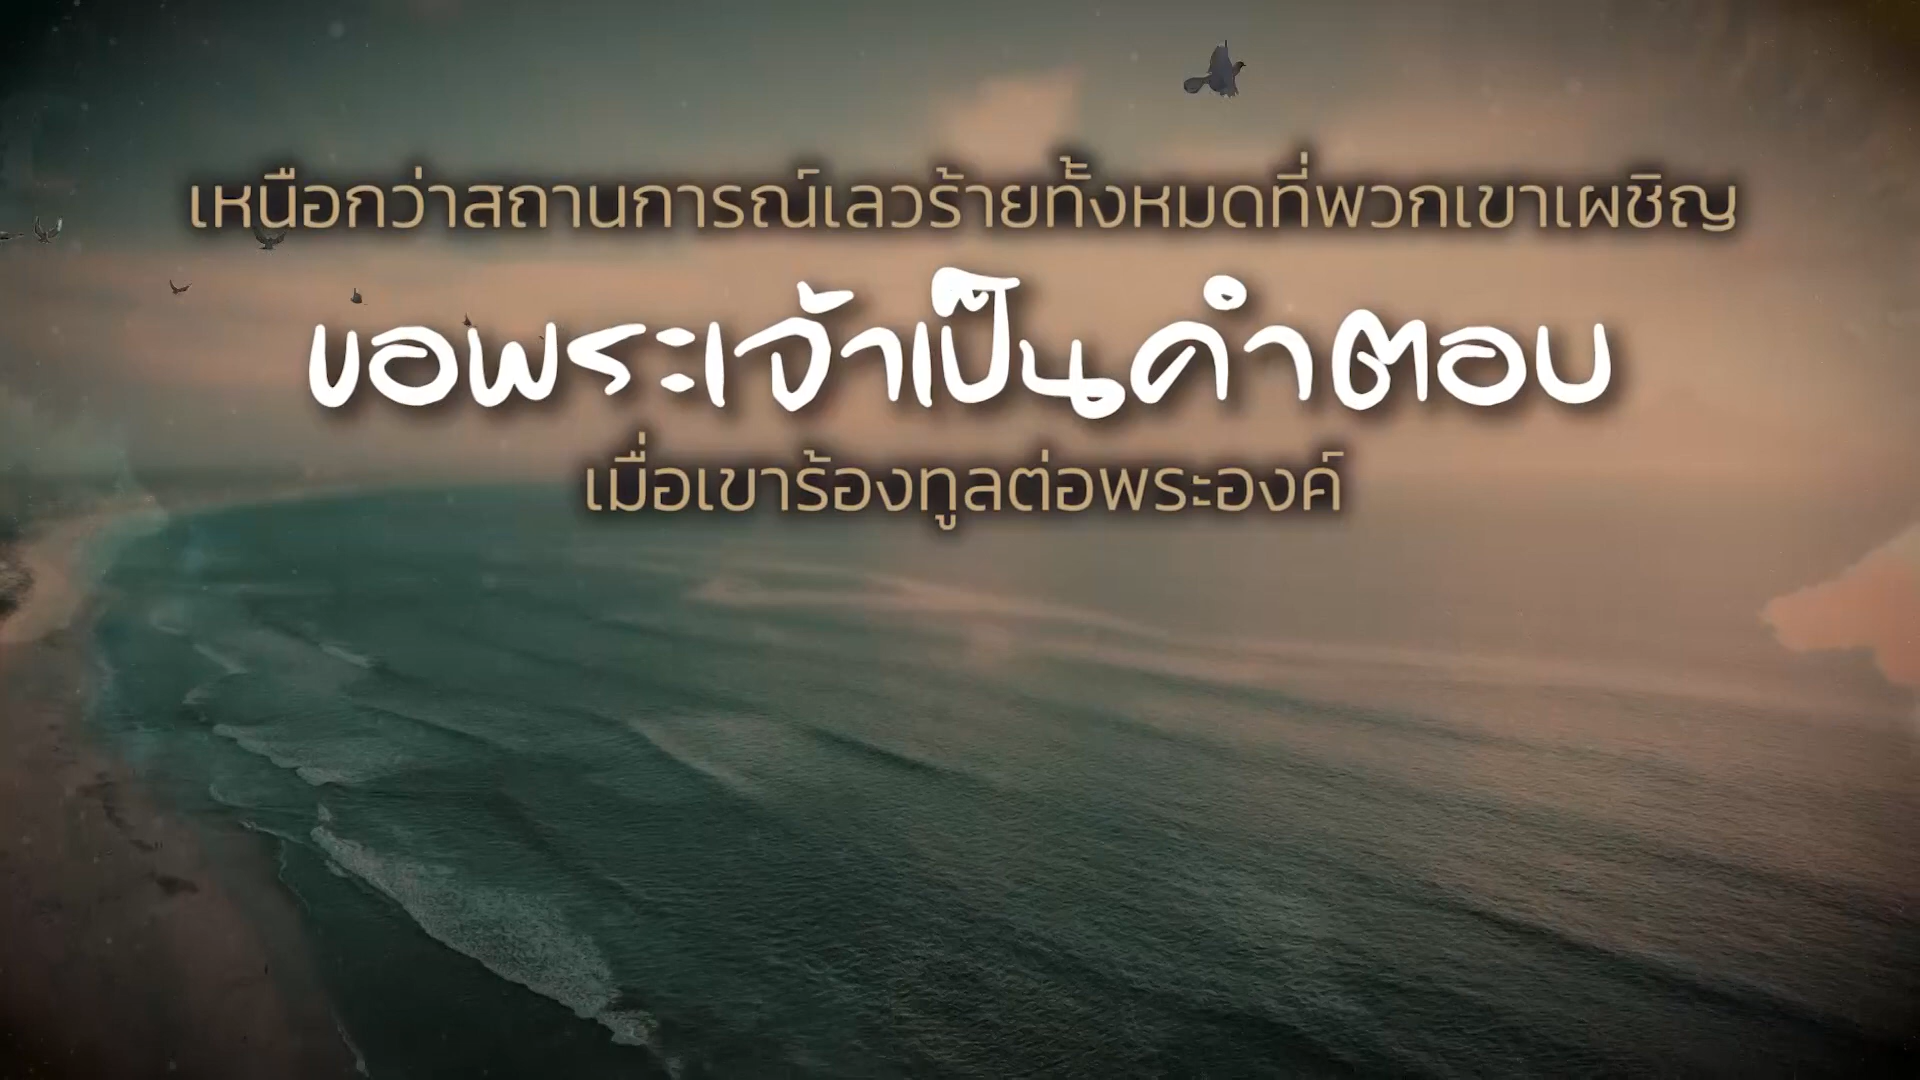 เหนือกว่าสถานการณ์เลวร้ายทั้งหมดที่พวกเขาเผชิญ
ขอพระเจ้าเป็นคำตอบ
เมื่อเขาร้องทูลต่อพระองค์